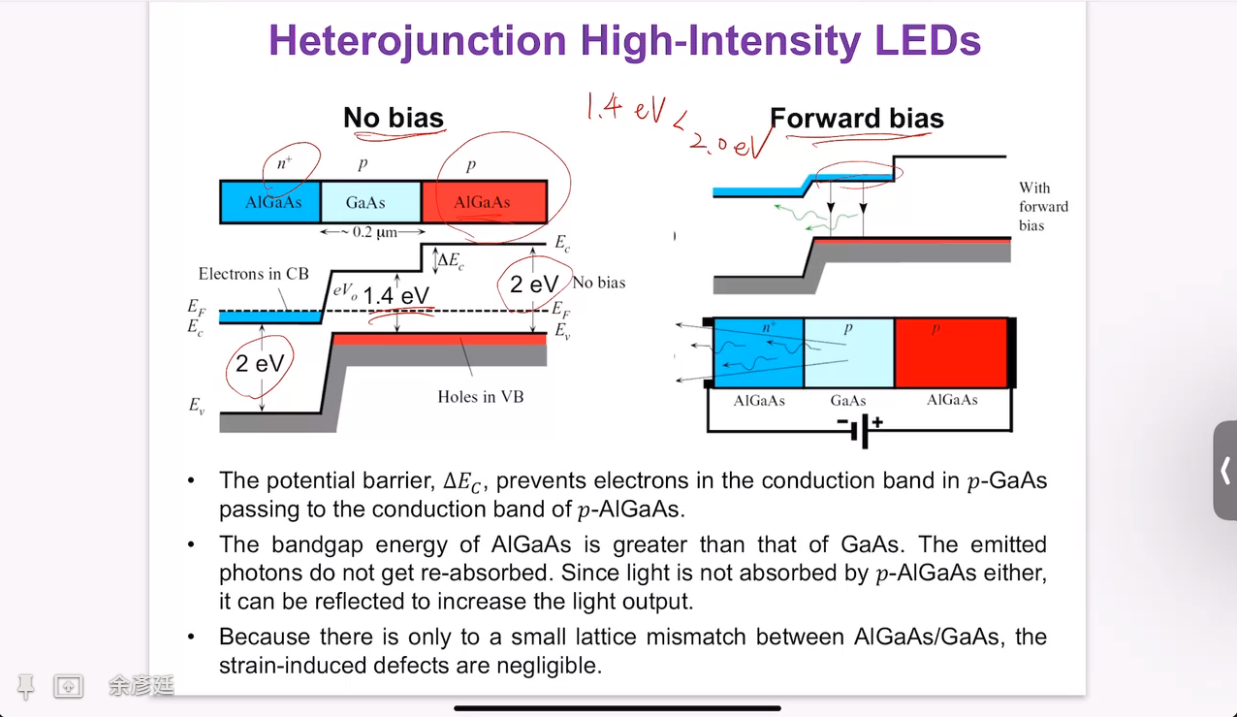 Heterojunction High-Intensity LEDs
No bias
1.4 eV <
2.0 eV
Forward bias
n⁺ p p
AlGaAs GaAs AlGaAs
~ 0.2 μm
Electrons in CB
eVₒ
1.4 eV
ΔE_c
2 eV
E_c
No bias
E_F
E_c
E_F
E_v
2 eV
E_v
Holes in VB
With
forward
bias
n⁺ p p
AlGaAs GaAs AlGaAs
− +
• The potential barrier, ΔE_C, prevents electrons in the conduction band in p-GaAs
passing to the conduction band of p-AlGaAs.
• The bandgap energy of AlGaAs is greater than that of GaAs. The emitted
photons do not get re-absorbed. Since light is not absorbed by p-AlGaAs either,
it can be reflected to increase the light output.
• Because there is only to a small lattice mismatch between AlGaAs/GaAs, the
strain-induced defects are negligible.
余彥廷